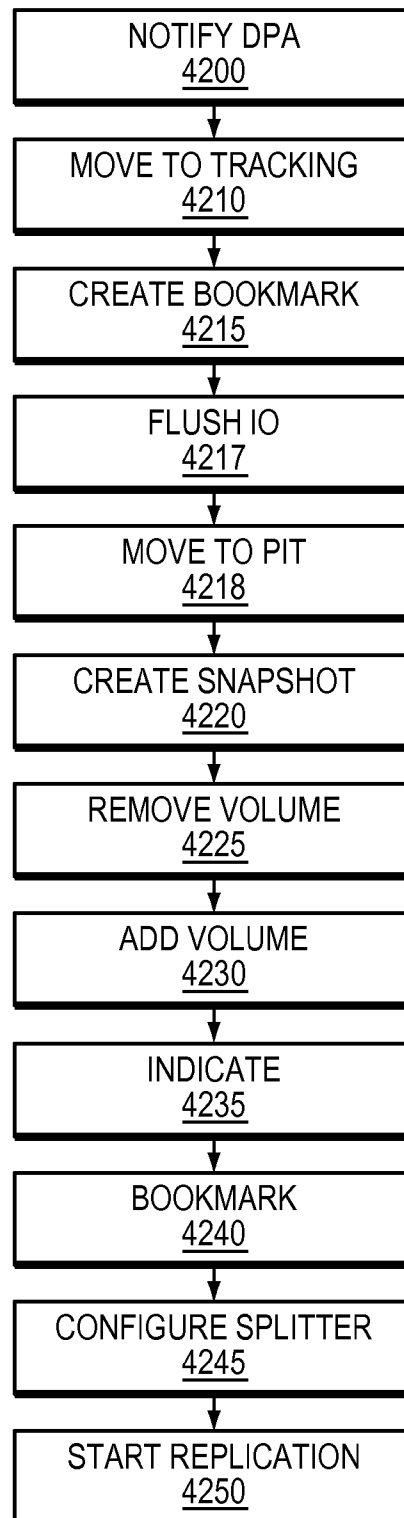 NOTIFY DPA
4200
MOVE TO TRACKING
4210
CREATE BOOKMARK
4215
FLUSH IO
4217
MOVE TO PIT
4218
CREATE SNAPSHOT
4220
REMOVE VOLUME
4225
ADD VOLUME
4230
INDICATE
4235
BOOKMARK
4240
CONFIGURE SPLITTER
4245
START REPLICATION
4250